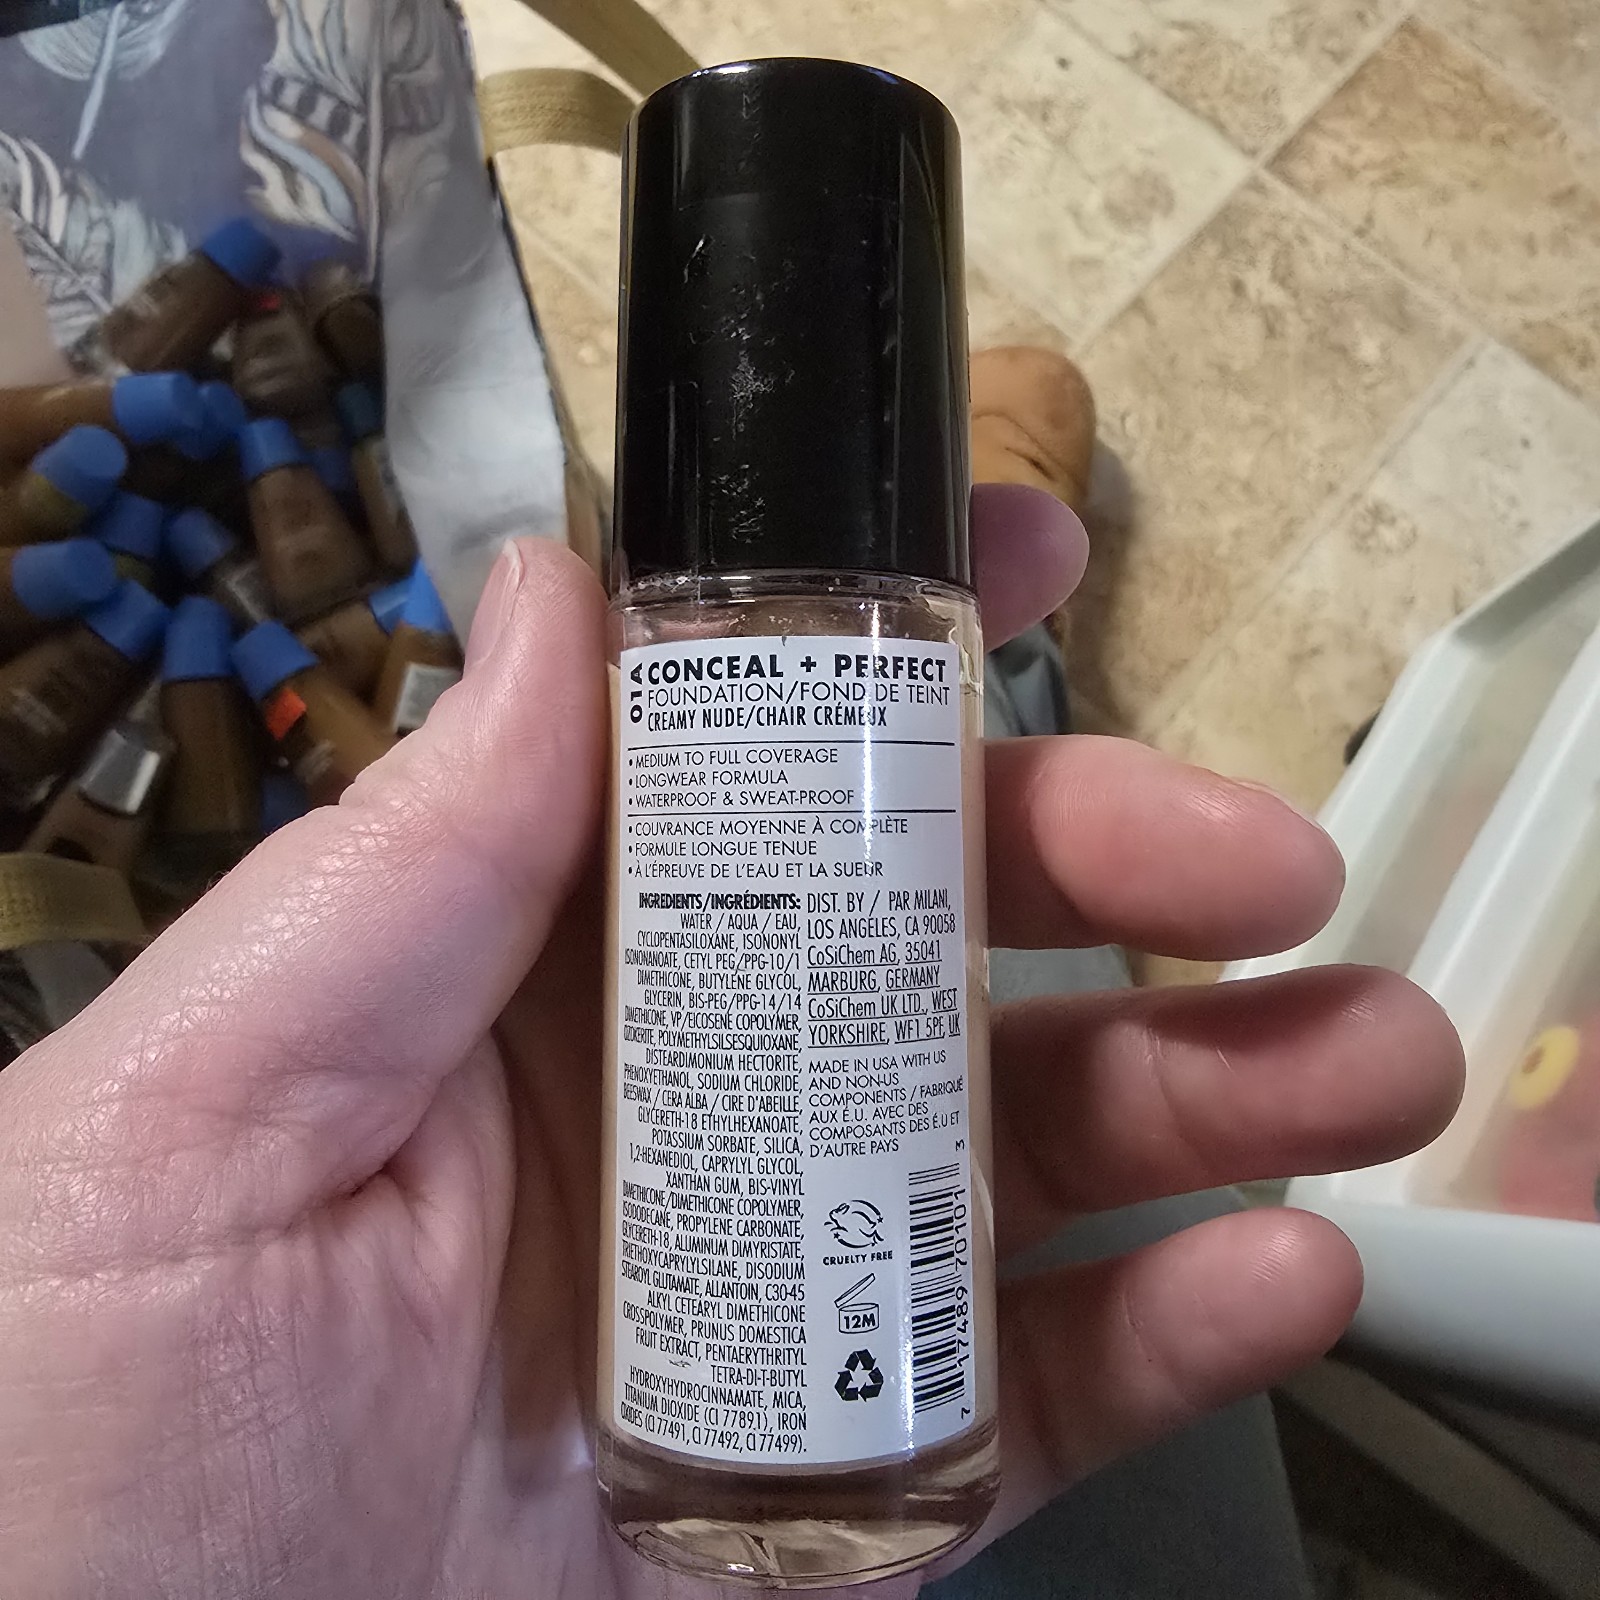 01A
CONCEAL + PERFECT
FOUNDATION/FOND DE TEINT
CREAMY NUDE/CHAIR CRÉMEUX
• MEDIUM TO FULL COVERAGE
• LONGWEAR FORMULA
• WATERPROOF & SWEAT-PROOF
• COUVRANCE MOYENNE À COMPLÈTE
• FORMULE LONGUE TENUE
• À L'ÉPREUVE DE L'EAU ET LA SUEUR
INGREDIENTS/INGRÉDIENTS:
WATER / AQUA / EAU,
CYCLOPENTASILOXANE, ISONONYL
ISONONANOATE, CETYL PEG/PPG-10/1
DIMETHICONE, BUTYLENE GLYCOL,
GLYCERIN, BIS-PEG/PPG-14/14
DIMETHICONE, VP/EICOSENE COPOLYMER,
OZOKERITE, POLYMETHYLSILSESQUIOXANE,
DISTEARDIMONIUM HECTORITE,
PHENOXYETHANOL, SODIUM CHLORIDE,
BEESWAX / CERA ALBA / CIRE D'ABEILLE,
GLYCERETH-18 ETHYLHEXANOATE,
POTASSIUM SORBATE, SILICA,
1,2-HEXANEDIOL, CAPRYLYL GLYCOL,
XANTHAN GUM, BIS-VINYL
DIMETHICONE/DIMETHICONE COPOLYMER,
ISODODECANE, PROPYLENE CARBONATE,
GLYCERETH-18, ALUMINUM DIMYRISTATE,
TRIETHOXYCAPRYLYLSILANE, DISODIUM
STEAROYL GLUTAMATE, ALLANTOIN, C30-45
ALKYL CETEARYL DIMETHICONE
CROSSPOLYMER, PRUNUS DOMESTICA
FRUIT EXTRACT, PENTAERYTHRITYL
TETRA-DI-T-BUTYL
HYDROXYHYDROCINNAMATE, MICA,
TITANIUM DIOXIDE (CI 77891), IRON
OXIDES (CI 77491, CI 77492, CI 77499).
DIST. BY / PAR MILANI,
LOS ANGELES, CA 90058
CoSiChem AG, 35041
MARBURG, GERMANY
CoSiChem UK LTD., WEST
YORKSHIRE, WF1 5PF, UK
MADE IN USA WITH US
AND NON-US
COMPONENTS / FABRIQUÉ
AUX É.U. AVEC DES
COMPOSANTS DES É.U ET
D'AUTRE PAYS
CRUELTY FREE
12M
7 17489 70101 3